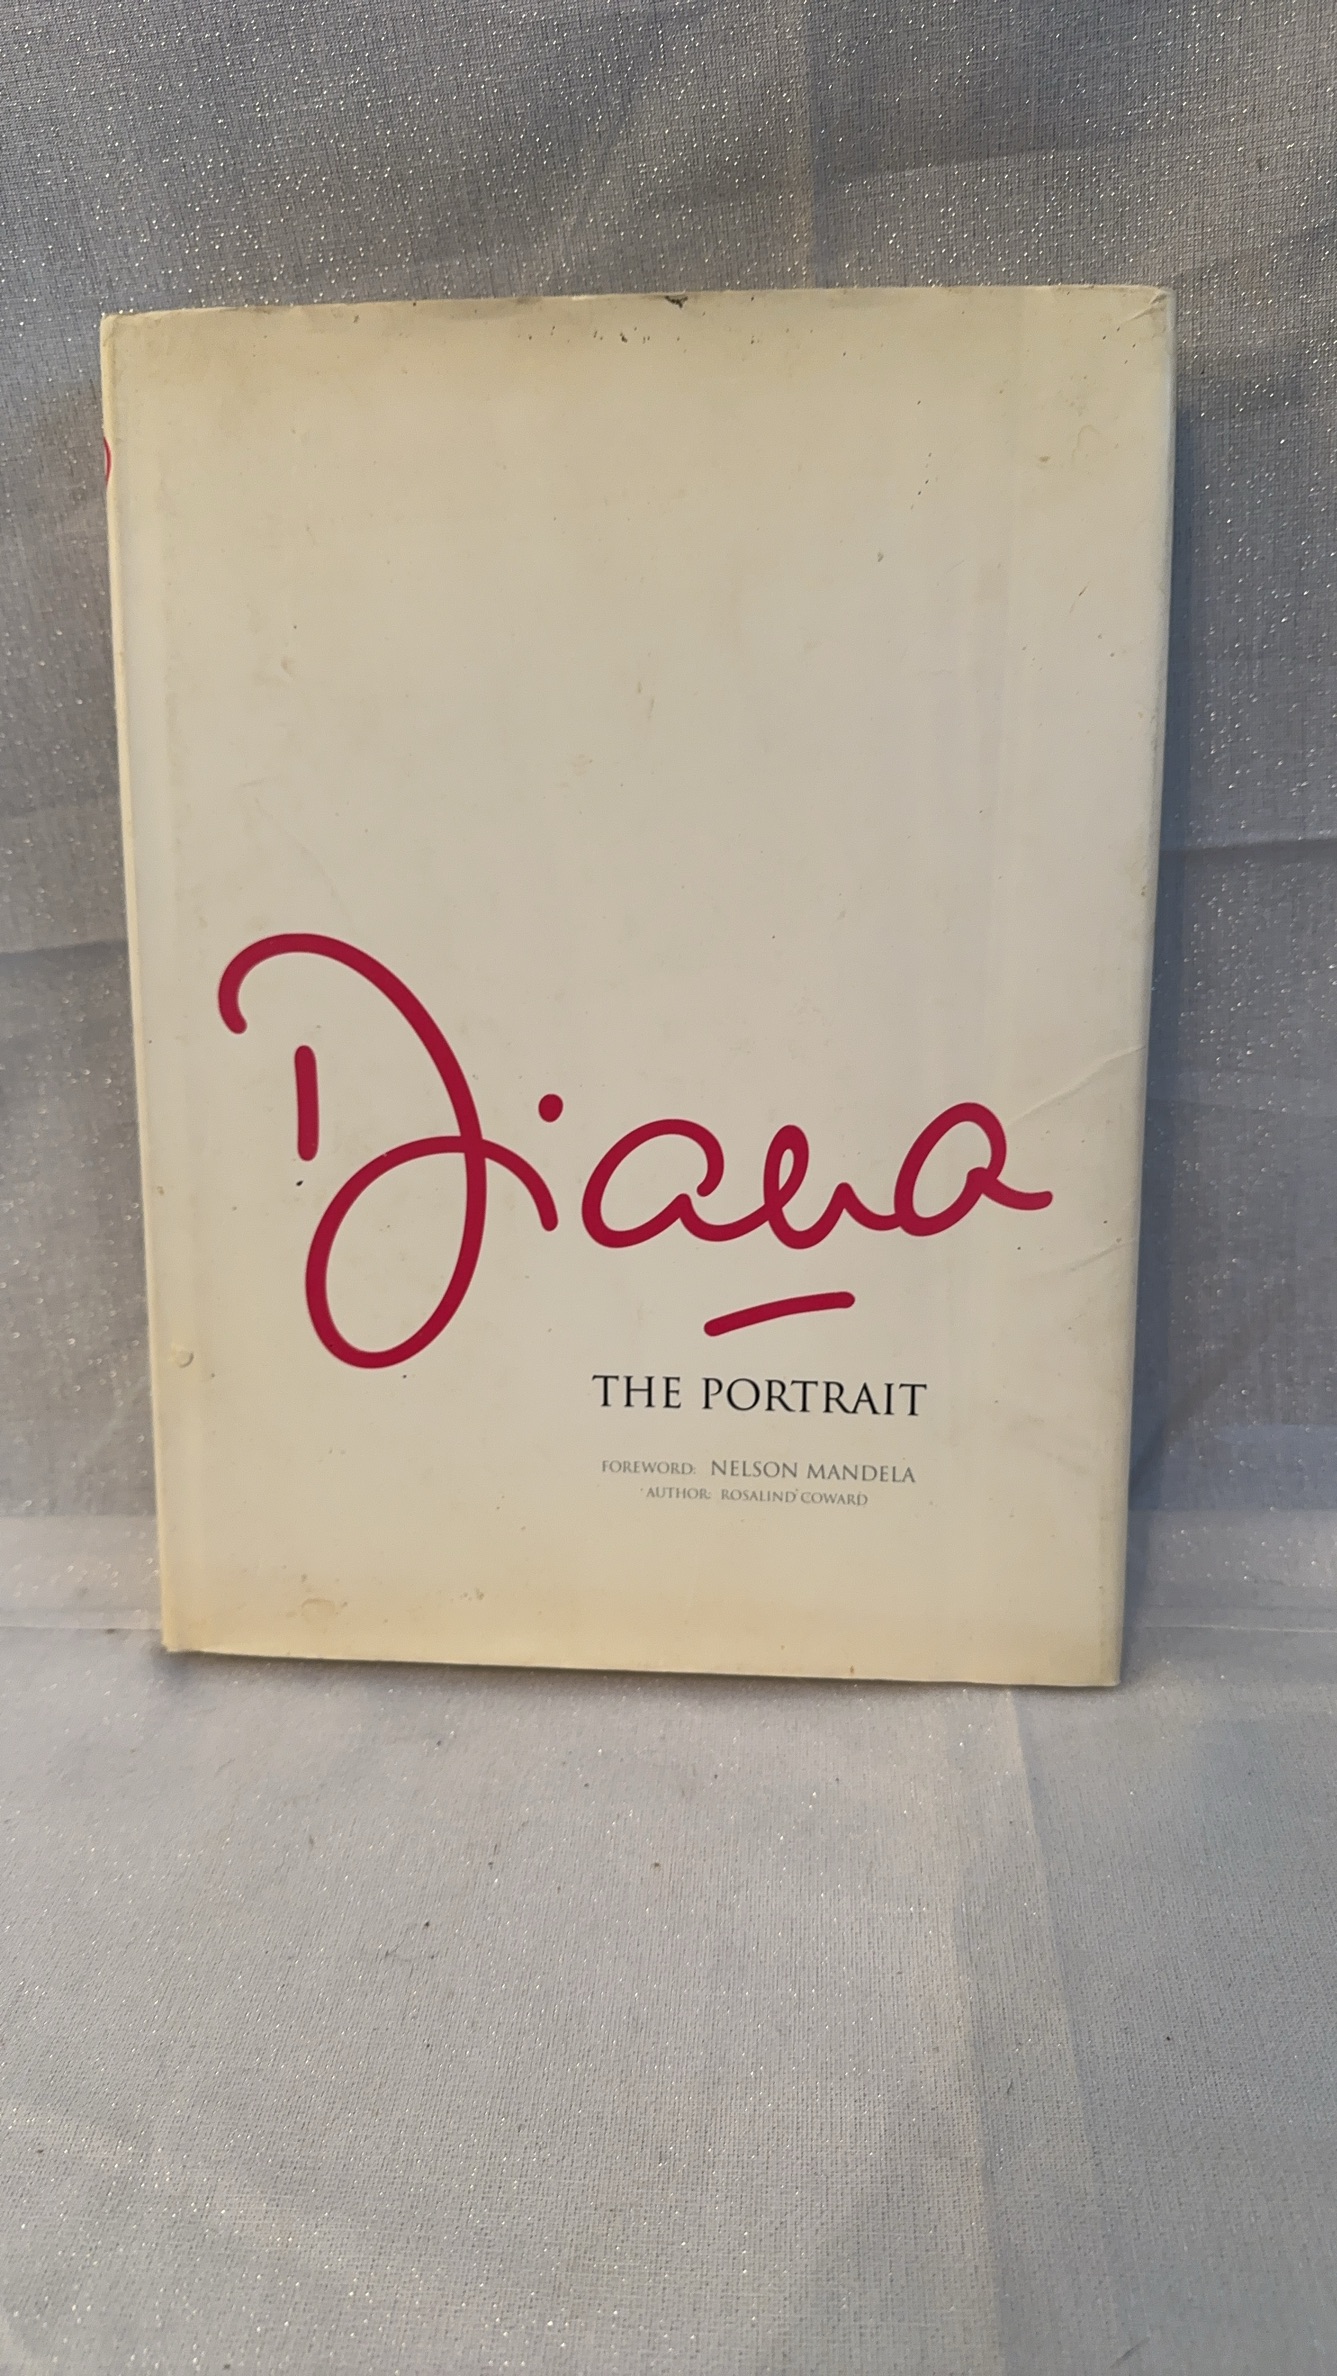 Diana
THE PORTRAIT
FOREWORD: NELSON MANDELA
AUTHOR: ROSALIND COWARD